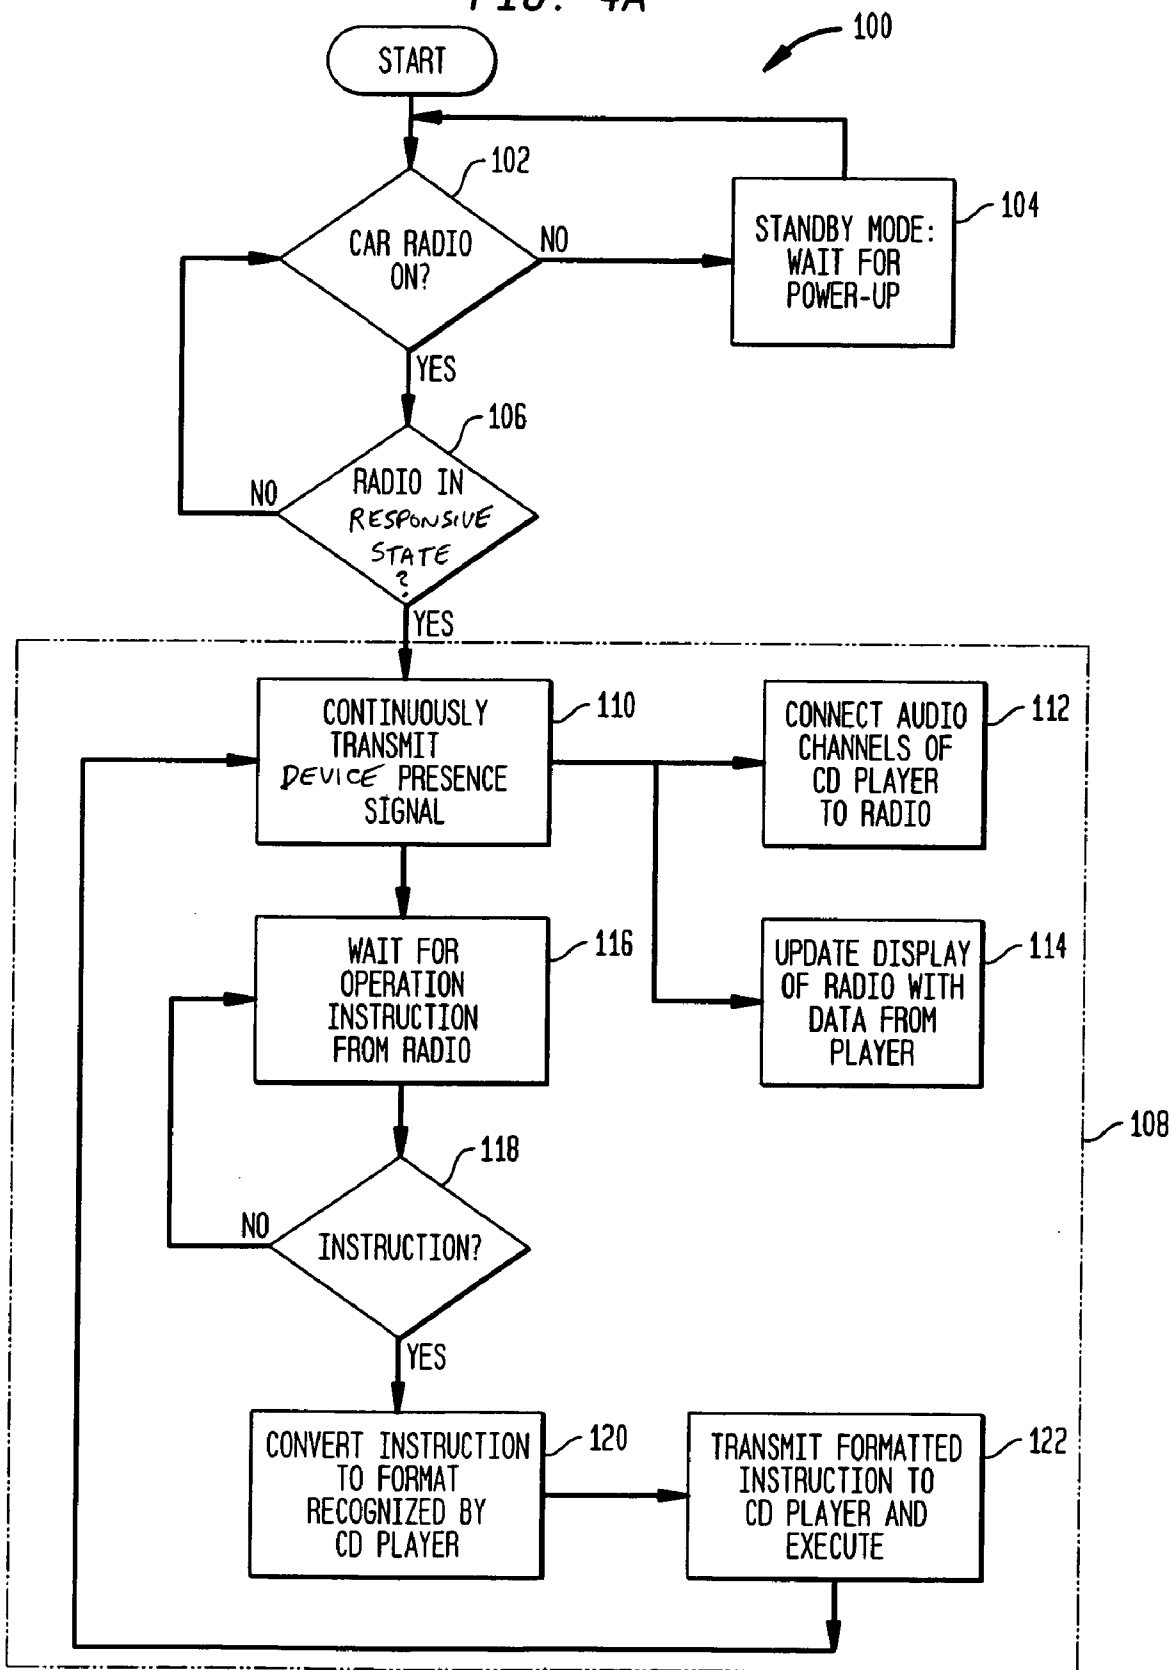 FIG. 4A
100
START
102
CAR RADIO
ON?
NO
104
STANDBY MODE:
WAIT FOR
POWER-UP
YES
106
RADIO IN
RESPONSIVE
STATE
?
NO
YES
110
CONTINUOUSLY
TRANSMIT
DEVICE PRESENCE
SIGNAL
112
CONNECT AUDIO
CHANNELS OF
CD PLAYER
TO RADIO
116
WAIT FOR
OPERATION
INSTRUCTION
FROM RADIO
114
UPDATE DISPLAY
OF RADIO WITH
DATA FROM
PLAYER
108
118
INSTRUCTION?
NO
YES
120
CONVERT INSTRUCTION
TO FORMAT
RECOGNIZED BY
CD PLAYER
122
TRANSMIT FORMATTED
INSTRUCTION TO
CD PLAYER AND
EXECUTE